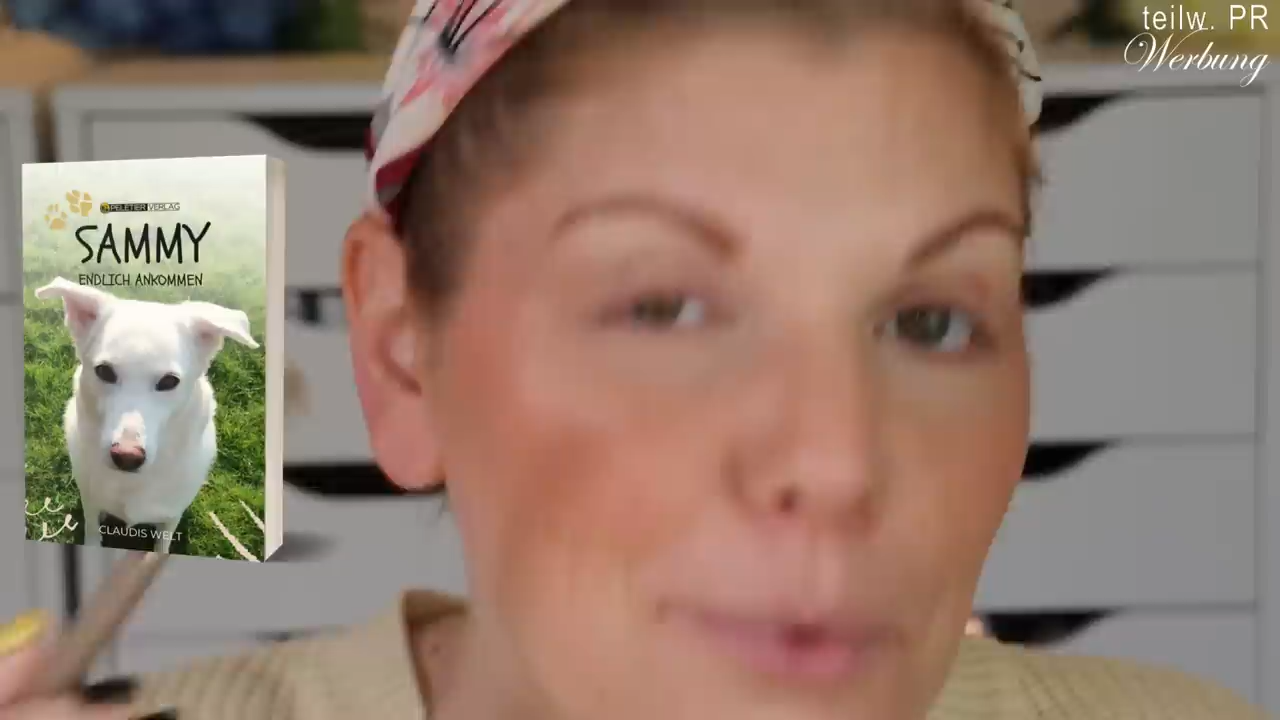 teilw. PR
Werbung
PELETIER VERLAG
SAMMY
ENDLICH ANKOMMEN
CLAUDIS WELT